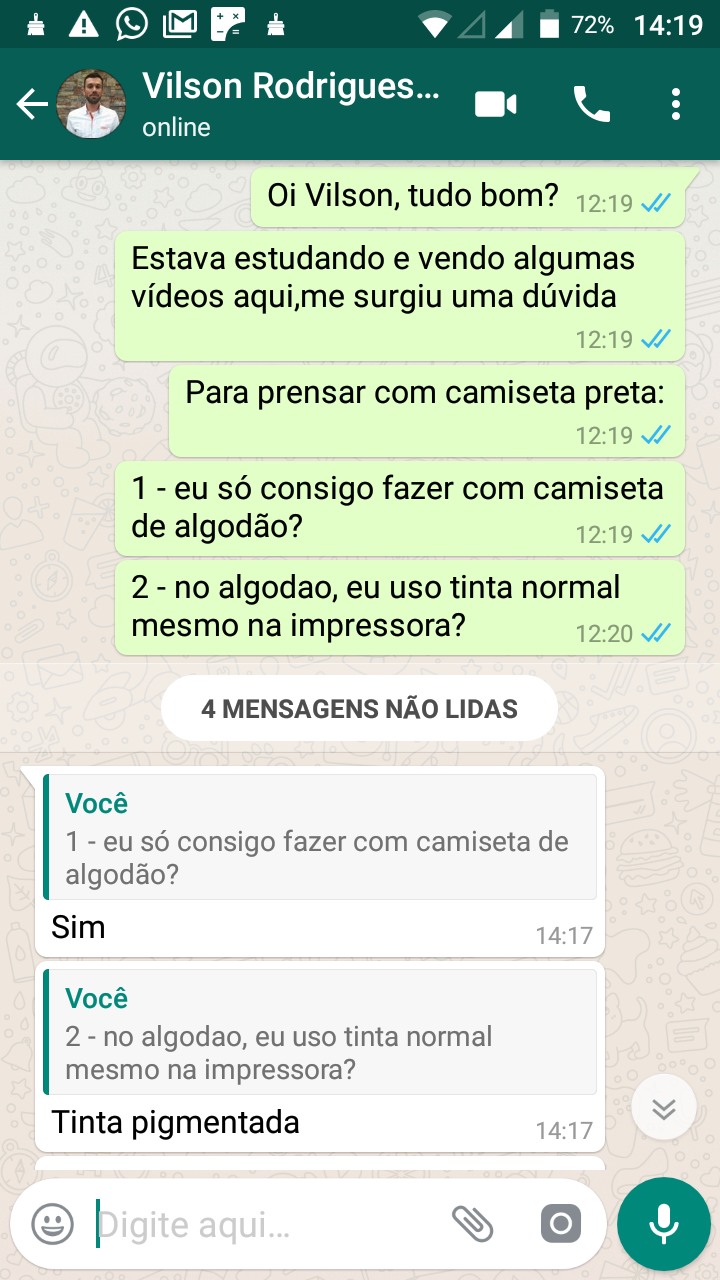 72% 14:19
Vilson Rodrigues...
online
Oi Vilson, tudo bom? 12:19
Estava estudando e vendo algumas
vídeos aqui,me surgiu uma dúvida
12:19
Para prensar com camiseta preta:
12:19
1 - eu só consigo fazer com camiseta
de algodão? 12:19
2 - no algodao, eu uso tinta normal
mesmo na impressora? 12:20
4 MENSAGENS NÃO LIDAS
Você
1 - eu só consigo fazer com camiseta de
algodão?
Sim 14:17
Você
2 - no algodao, eu uso tinta normal
mesmo na impressora?
Tinta pigmentada 14:17
Digite aqui...